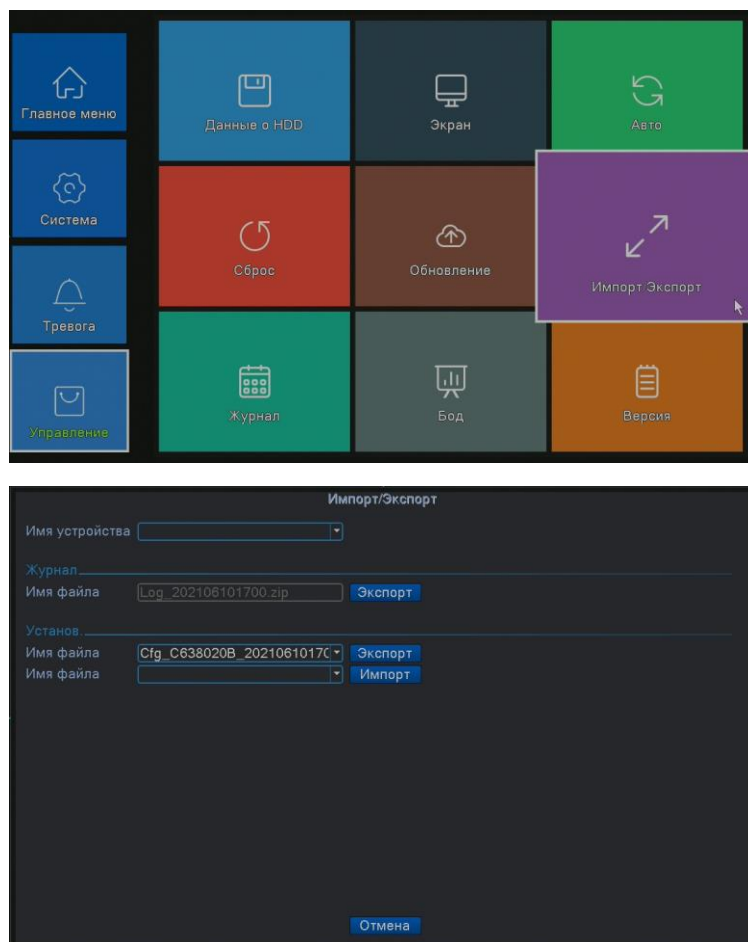 Главное меню
Данные о HDD
Экран
Авто
Система
Сброс
Обновление
Импорт Экспорт
Тревога
Управление
Журнал
Бод
Версия
Импорт/Экспорт
Имя устройства
Журнал
Имя файла Log_202106101700.zip Экспорт
Установ.
Имя файла Cfg_C638020B_2021061017 Экспорт
Имя файла Импорт
Отмена